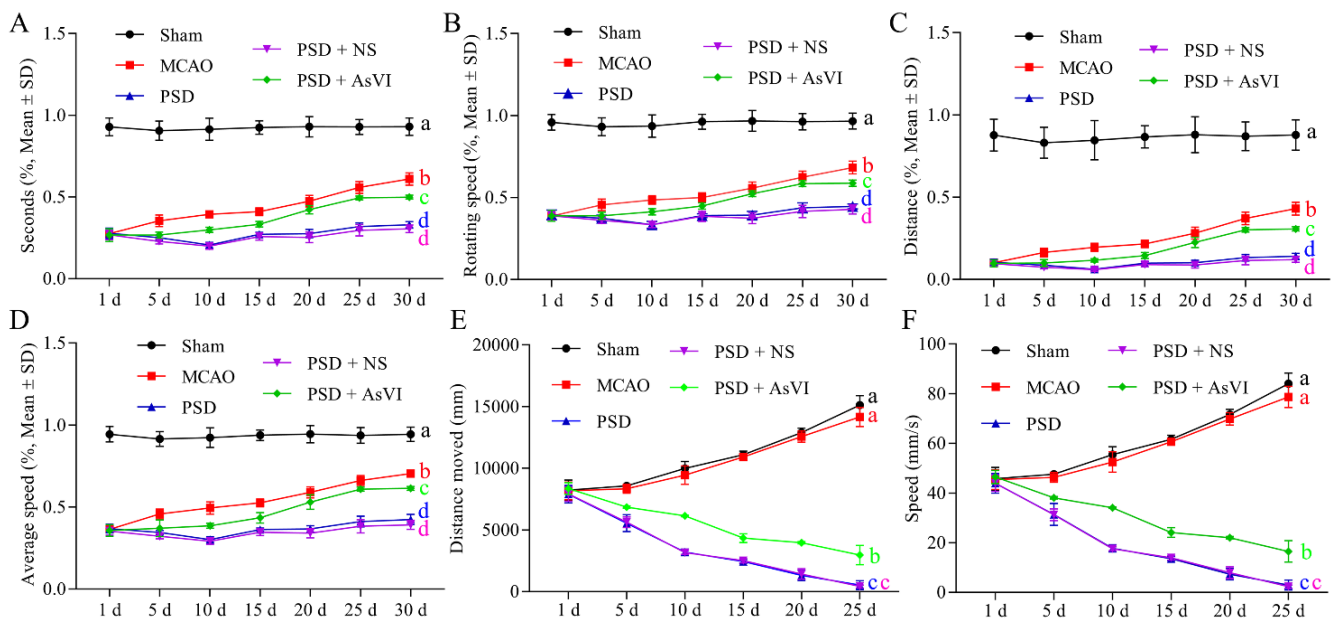 A
Seconds (%, Mean ± SD)
1.5
1.0
0.5
0.0
Sham
MCAO
PSD
PSD + NS
PSD + AsVI
a
b
c
d
d
1 d 5 d 10 d 15 d 20 d 25 d 30 d
B
Rotating speed (%, Mean ± SD)
1.5
1.0
0.5
0.0
Sham
MCAO
PSD
PSD + NS
PSD + AsVI
a
b
c
d
d
1 d 5 d 10 d 15 d 20 d 25 d 30 d
C
Distance (%, Mean ± SD)
1.5
1.0
0.5
0.0
Sham
MCAO
PSD
PSD + NS
PSD + AsVI
a
b
c
d
d
1 d 5 d 10 d 15 d 20 d 25 d 30 d
D
Average speed (%, Mean ± SD)
1.5
1.0
0.5
0.0
Sham
MCAO
PSD
PSD + NS
PSD + AsVI
a
b
c
d
d
1 d 5 d 10 d 15 d 20 d 25 d 30 d
E
Distance moved (mm)
20000
15000
10000
5000
0
Sham
MCAO
PSD
PSD + NS
PSD + AsVI
a
a
b
c c
1 d 5 d 10 d 15 d 20 d 25 d
F
Speed (mm/s)
100
80
60
40
20
0
Sham
MCAO
PSD
PSD + NS
PSD + AsVI
a
a
b
c c
1 d 5 d 10 d 15 d 20 d 25 d